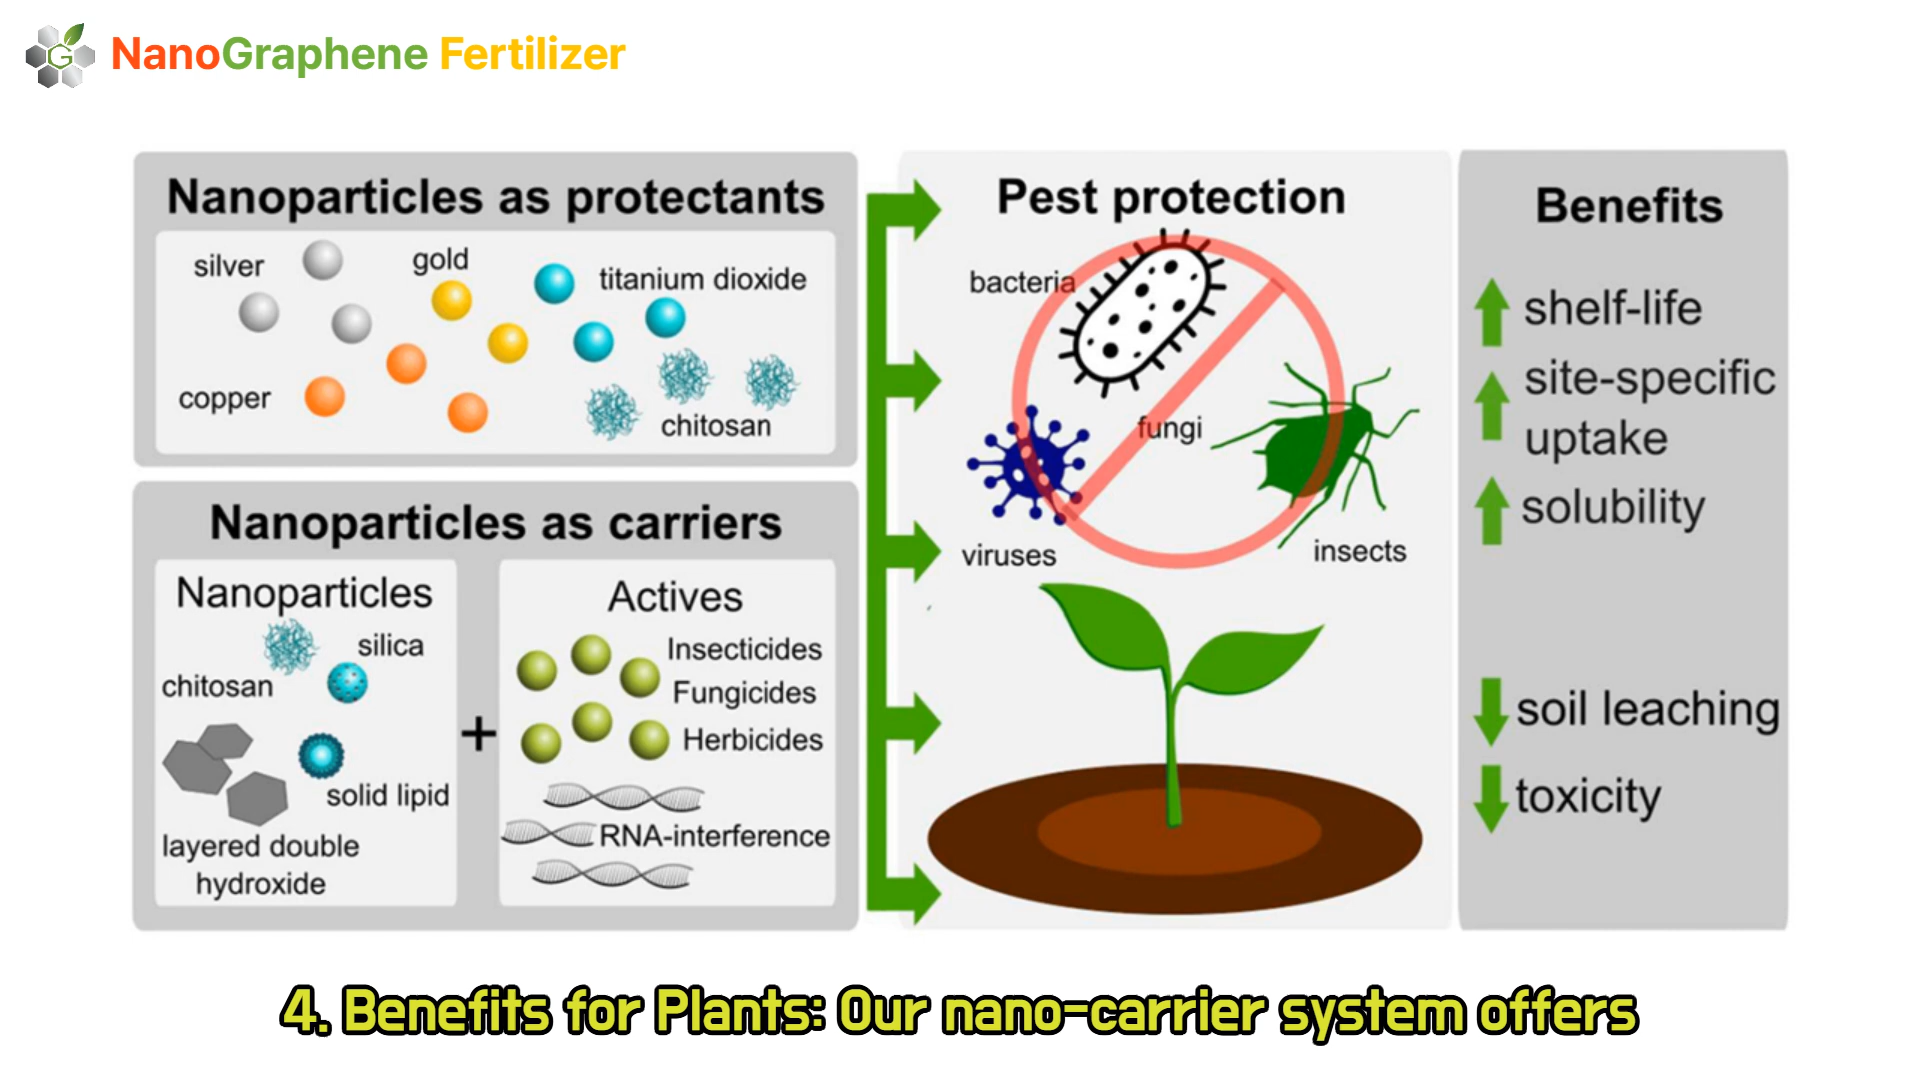 G
NanoGraphene Fertilizer
Nanoparticles as protectants
silver
gold
titanium dioxide
copper
chitosan
Nanoparticles as carriers
Nanoparticles
silica
chitosan
solid lipid
layered double
hydroxide
+
Actives
Insecticides
Fungicides
Herbicides
RNA-interference
Pest protection
bacteria
fungi
viruses
insects
Benefits
shelf-life
site-specific
uptake
solubility
soil leaching
toxicity
4. Benefits for Plants: Our nano-carrier system offers